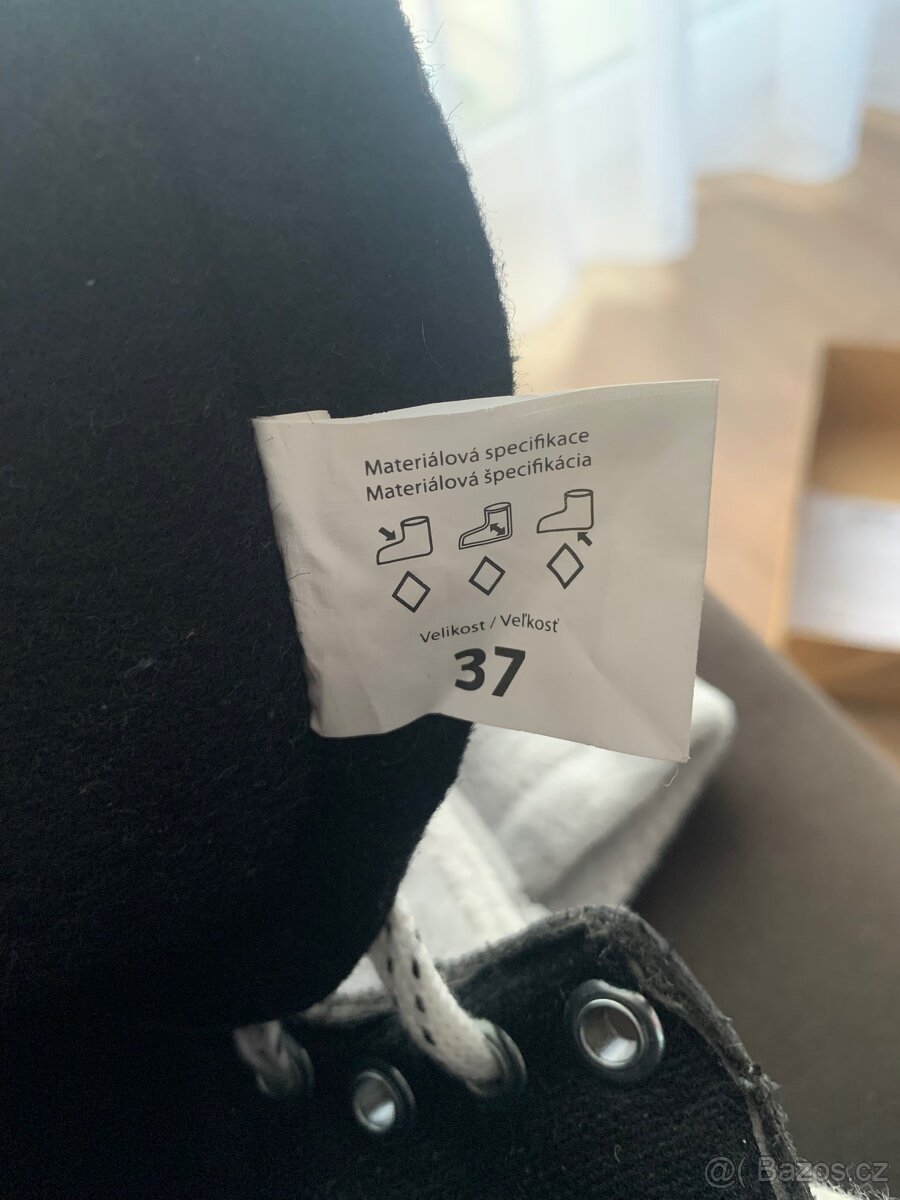 Materiálová specifikace
Materiálová špecifikácia
Velikost / Veľkosť
37
@( Bazos.cz